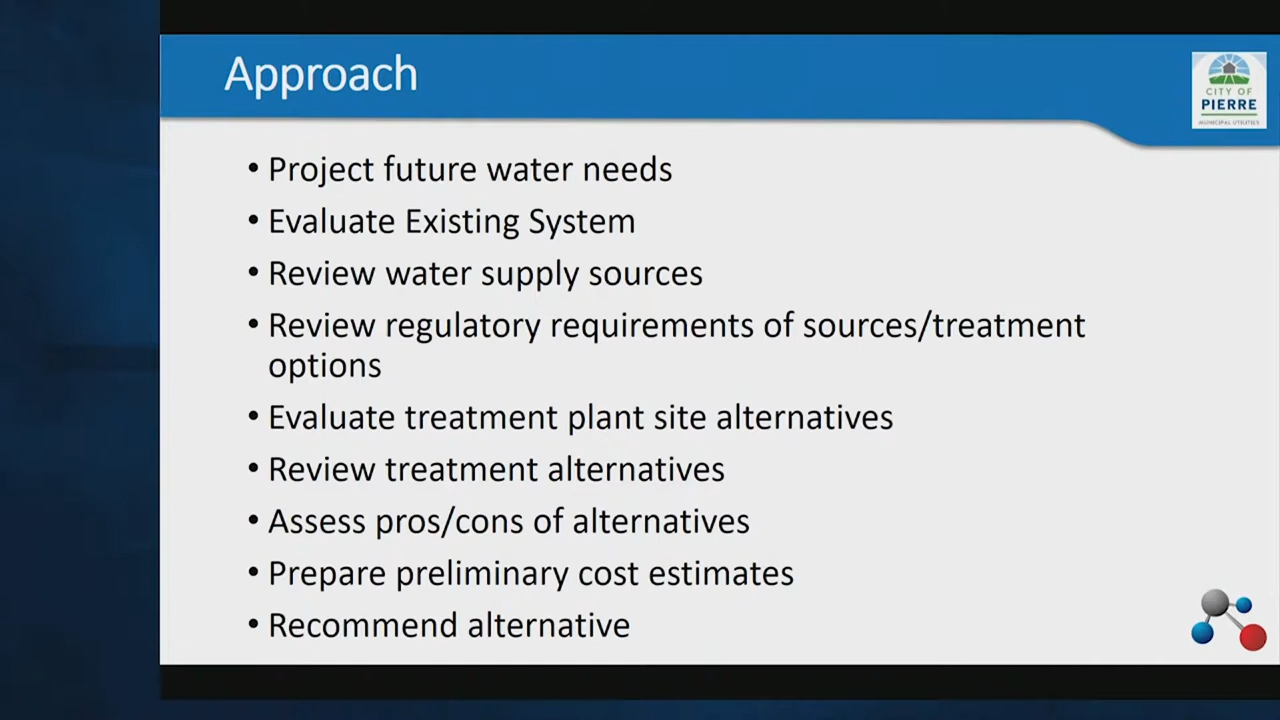 Approach
CITY OF
PIERRE
MUNICIPAL UTILITIES
• Project future water needs
• Evaluate Existing System
• Review water supply sources
• Review regulatory requirements of sources/treatment
options
• Evaluate treatment plant site alternatives
• Review treatment alternatives
• Assess pros/cons of alternatives
• Prepare preliminary cost estimates
• Recommend alternative